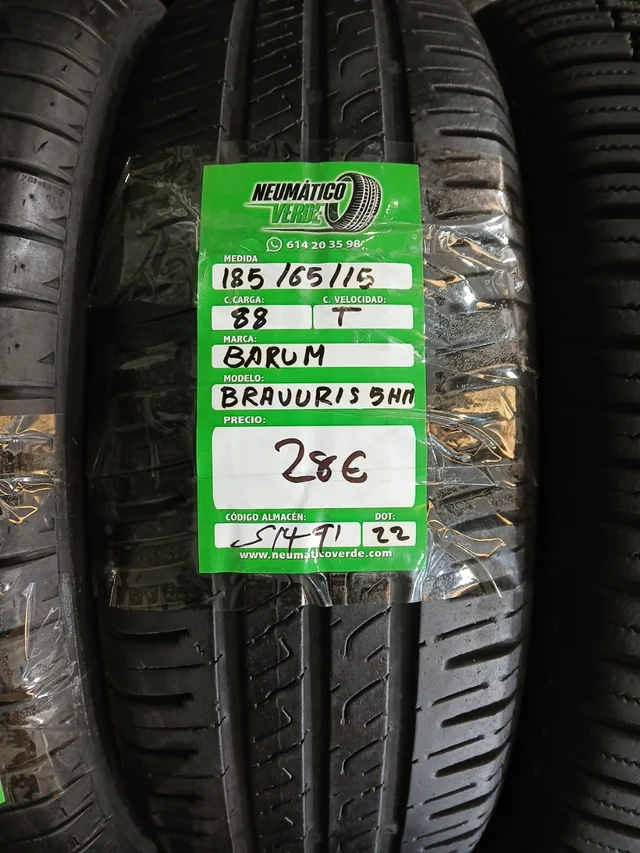 NEUMÁTICO
VERDE
614 20 35 98
MEDIDA
185/65/15
C.CARGA: C. VELOCIDAD:
88 T
MARCA:
BARUM
MODELO:
BRAVURIS 5HM
PRECIO:
28€
CÓDIGO ALMACÉN: DOT:
22
www.neumaticoverde.com